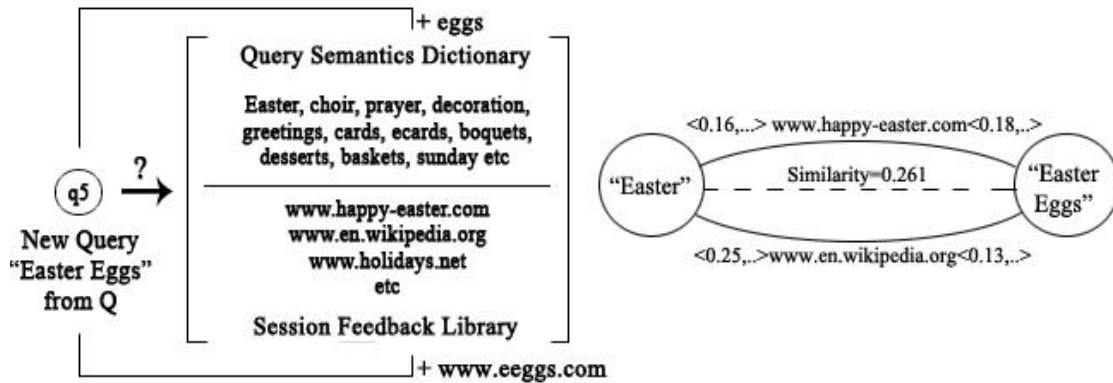 + eggs
Query Semantics Dictionary
Easter, choir, prayer, decoration,
greetings, cards, ecards, boquets,
desserts, baskets, sunday etc
?
q5
New Query
“Easter Eggs”
from Q
www.happy-easter.com
www.en.wikipedia.org
www.holidays.net
etc
Session Feedback Library
+ www.eeggs.com
<0.16,..> www.happy-easter.com<0.18,..>
“Easter”
Similarity=0.261
“Easter
Eggs”
<0.25,..>www.en.wikipedia.org<0.13,..>